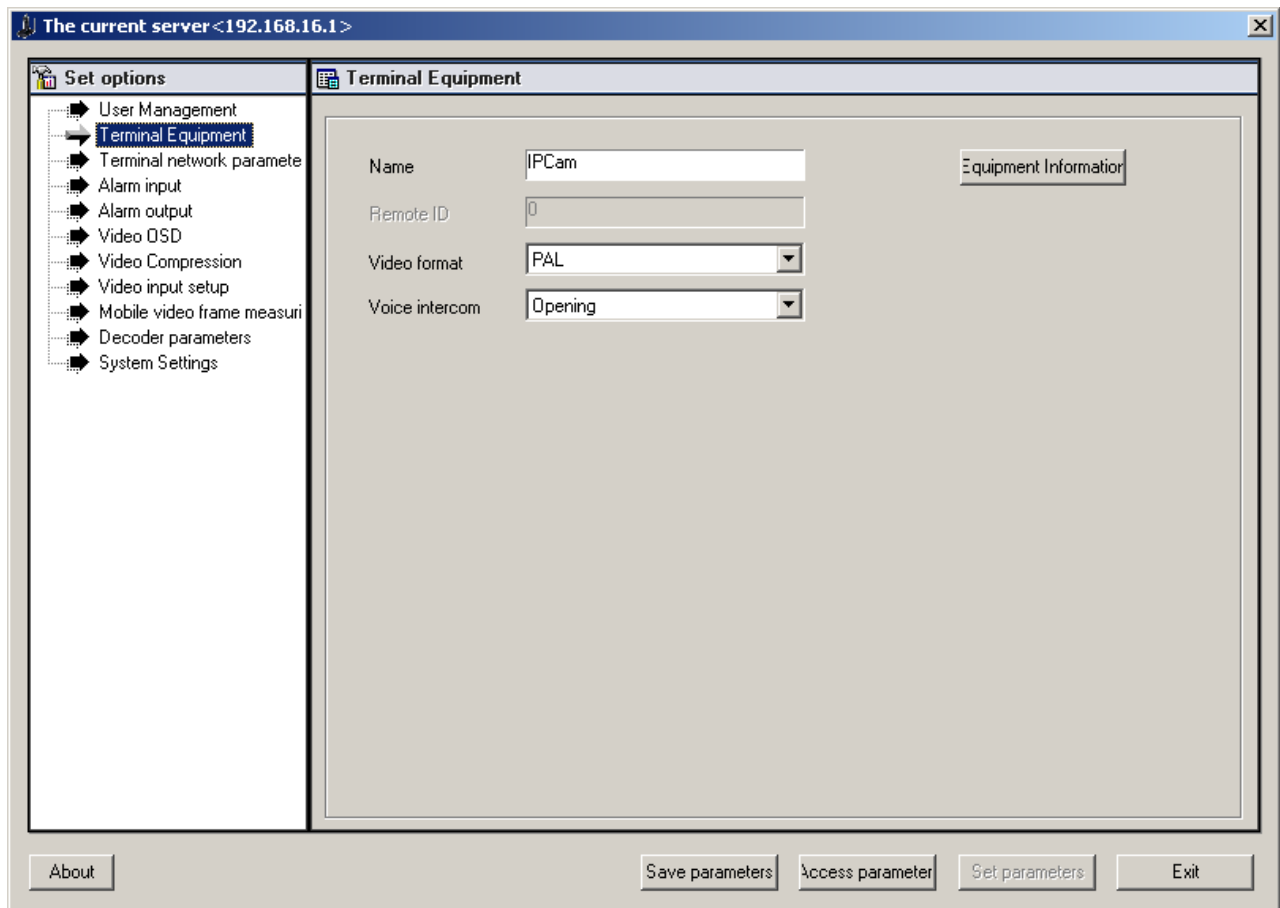 The current server<192.168.16.1>
Set options
User Management
Terminal Equipment
Terminal network paramete
Alarm input
Alarm output
Video OSD
Video Compression
Video input setup
Mobile video frame measuri
Decoder parameters
System Settings
Terminal Equipment
Name
IPCam
Equipment Information
Remote ID
0
Video format
PAL
Voice intercom
Opening
About
Save parameters
Access parameter
Set parameters
Exit